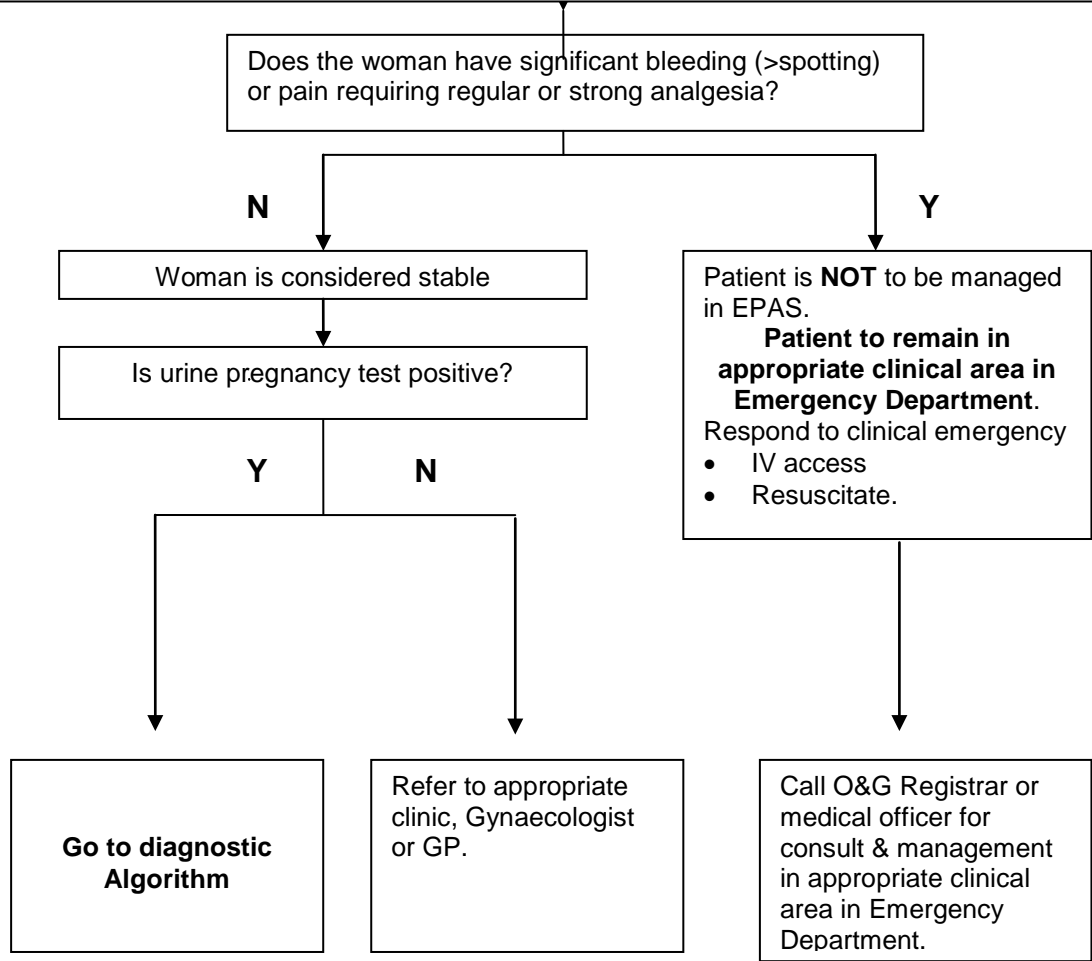 Does the woman have significant bleeding (>spotting)
or pain requiring regular or strong analgesia?
N
Y
Woman is considered stable
Is urine pregnancy test positive?
Y
N
Patient is NOT to be managed
in EPAS.
Patient to remain in
appropriate clinical area in
Emergency Department.
Respond to clinical emergency
• IV access
• Resuscitate.
Go to diagnostic
Algorithm
Refer to appropriate
clinic, Gynaecologist
or GP.
Call O&G Registrar or
medical officer for
consult & management
in appropriate clinical
area in Emergency
Department.